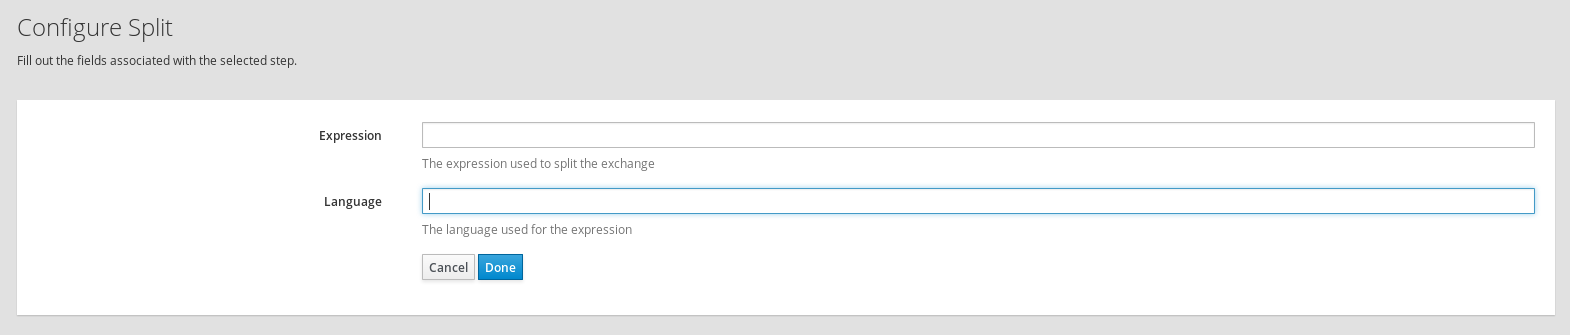 Configure Split
Fill out the fields associated with the selected step.
Expression
The expression used to split the exchange
Language
The language used for the expression
Cancel Done